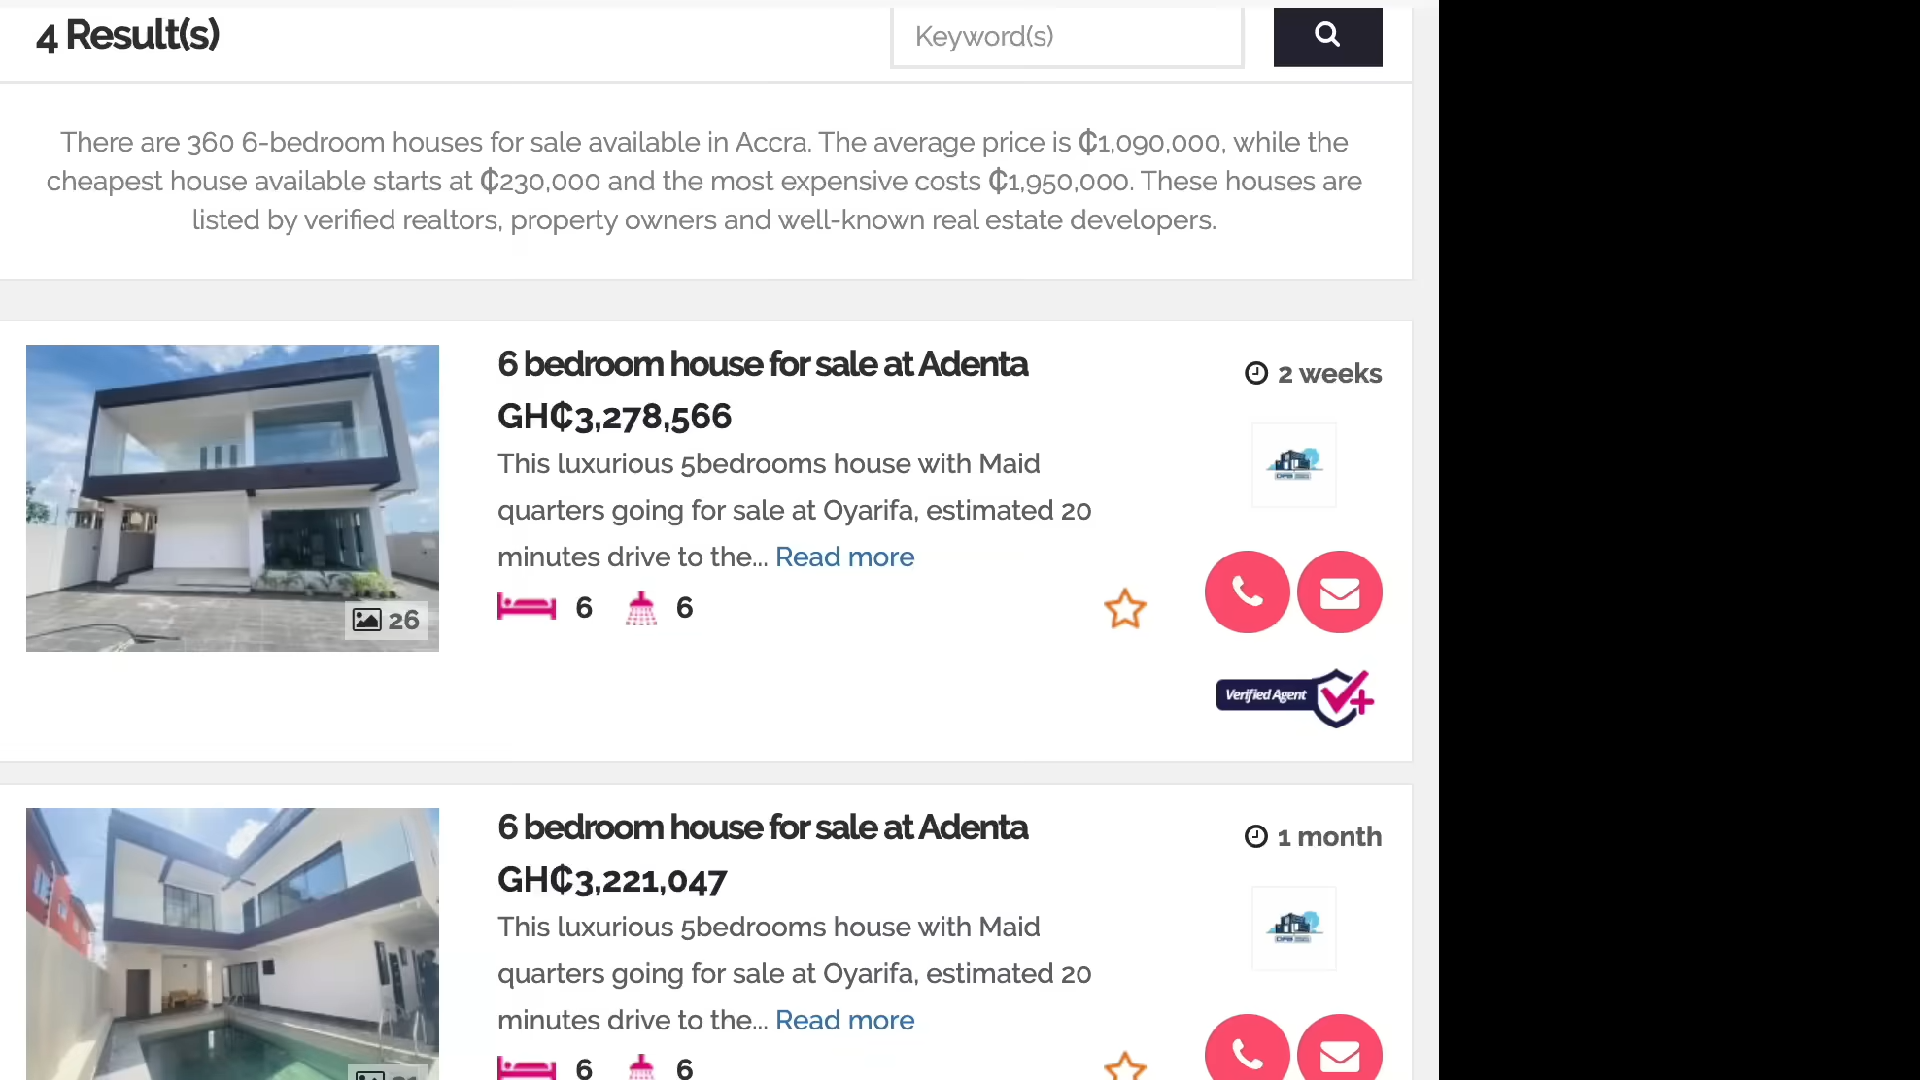 4 Result(s)
Keyword(s)
There are 360 6-bedroom houses for sale available in Accra. The average price is ₵1,090,000, while the
cheapest house available starts at ₵230,000 and the most expensive costs ₵1,950,000. These houses are
listed by verified realtors, property owners and well-known real estate developers.
6 bedroom house for sale at Adenta
2 weeks
GH₵3,278,566
This luxurious 5bedrooms house with Maid
quarters going for sale at Oyarifa, estimated 20
minutes drive to the... Read more
6 6
26
Verified Agent
6 bedroom house for sale at Adenta
1 month
GH₵3,221,047
This luxurious 5bedrooms house with Maid
quarters going for sale at Oyarifa, estimated 20
minutes drive to the... Read more
6 6